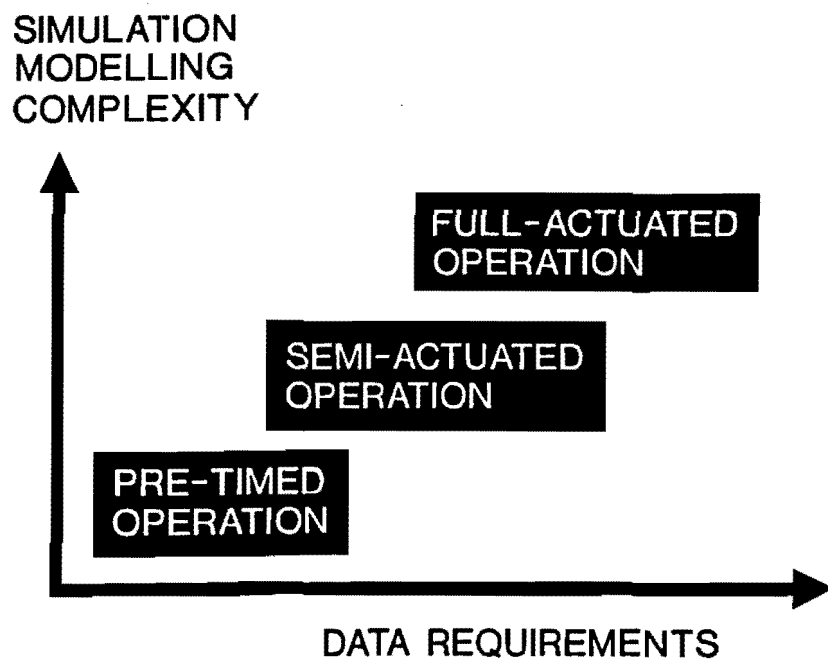 SIMULATION
MODELLING
COMPLEXITY
FULL-ACTUATED
OPERATION
SEMI-ACTUATED
OPERATION
PRE-TIMED
OPERATION
DATA REQUIREMENTS